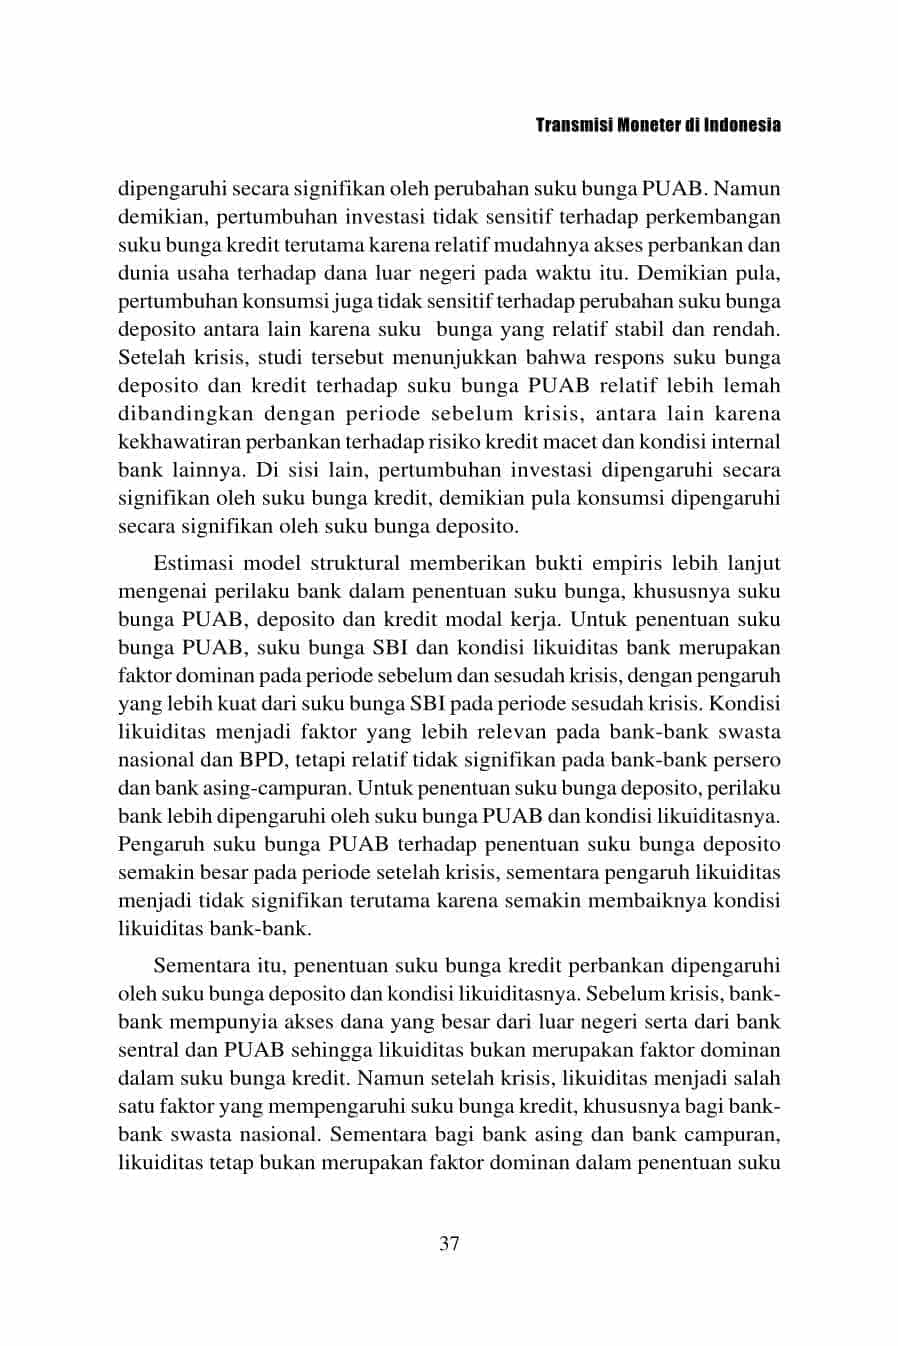 Transmisi Moneter di Indonesia
dipengaruhi secara signifikan oleh perubahan suku bunga PUAB. Namun
demikian, pertumbuhan investasi tidak sensitif terhadap perkembangan
suku bunga kredit terutama karena relatif mudahnya akses perbankan dan
dunia usaha terhadap dana luar negeri pada waktu itu. Demikian pula,
pertumbuhan konsumsi juga tidak sensitif terhadap perubahan suku bunga
deposito antara lain karena suku bunga yang relatif stabil dan rendah.
Setelah krisis, studi tersebut menunjukkan bahwa respons suku bunga
deposito dan kredit terhadap suku bunga PUAB relatif lebih lemah
dibandingkan dengan periode sebelum krisis, antara lain karena
kekhawatiran perbankan terhadap risiko kredit macet dan kondisi internal
bank lainnya. Di sisi lain, pertumbuhan investasi dipengaruhi secara
signifikan oleh suku bunga kredit, demikian pula konsumsi dipengaruhi
secara signifikan oleh suku bunga deposito.
Estimasi model struktural memberikan bukti empiris lebih lanjut
mengenai perilaku bank dalam penentuan suku bunga, khususnya suku
bunga PUAB, deposito dan kredit modal kerja. Untuk penentuan suku
bunga PUAB, suku bunga SBI dan kondisi likuiditas bank merupakan
faktor dominan pada periode sebelum dan sesudah krisis, dengan pengaruh
yang lebih kuat dari suku bunga SBI pada periode sesudah krisis. Kondisi
likuiditas menjadi faktor yang lebih relevan pada bank-bank swasta
nasional dan BPD, tetapi relatif tidak signifikan pada bank-bank persero
dan bank asing-campuran. Untuk penentuan suku bunga deposito, perilaku
bank lebih dipengaruhi oleh suku bunga PUAB dan kondisi likuiditasnya.
Pengaruh suku bunga PUAB terhadap penentuan suku bunga deposito
semakin besar pada periode setelah krisis, sementara pengaruh likuiditas
menjadi tidak signifikan terutama karena semakin membaiknya kondisi
likuiditas bank-bank.
Sementara itu, penentuan suku bunga kredit perbankan dipengaruhi
oleh suku bunga deposito dan kondisi likuiditasnya. Sebelum krisis, bank-
bank mempunyia akses dana yang besar dari luar negeri serta dari bank
sentral dan PUAB sehingga likuiditas bukan merupakan faktor dominan
dalam suku bunga kredit. Namun setelah krisis, likuiditas menjadi salah
satu faktor yang mempengaruhi suku bunga kredit, khususnya bagi bank-
bank swasta nasional. Sementara bagi bank asing dan bank campuran,
likuiditas tetap bukan merupakan faktor dominan dalam penentuan suku
37